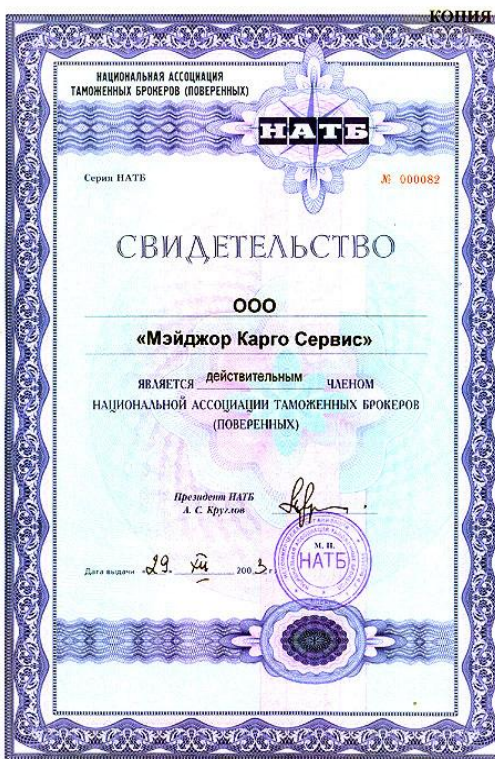 КОПИЯ
НАЦИОНАЛЬНАЯ АССОЦИАЦИЯ
ТАМОЖЕННЫХ БРОКЕРОВ (ПОВЕРЕННЫХ)
НАТБ
Серия НАТБ № 000082
СВИДЕТЕЛЬСТВО
ООО
«Мэйджор Карго Сервис»
ЯВЛЯЕТСЯ действительным ЧЛЕНОМ
НАЦИОНАЛЬНОЙ АССОЦИАЦИИ ТАМОЖЕННЫХ БРОКЕРОВ
(ПОВЕРЕННЫХ)
Президент НАТБ
А. С. Круглов
М. П.
НАТБ
Дата выдачи «29. XII 2003 г.